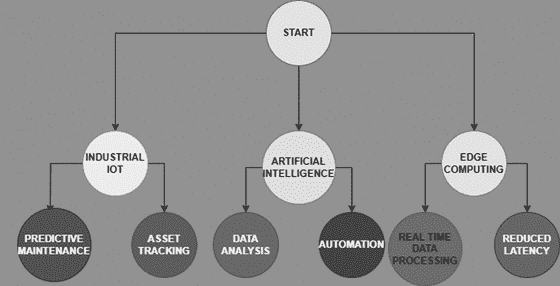 START
INDUSTRIAL
IOT
ARTIFICIAL
INTELLIGENCE
EDGE
COMPUTING
PREDICTIVE
MAINTENANCE
ASSET
TRACKING
DATA
ANALYSIS
AUTOMATION
REAL TIME
DATA
PROCESSING
REDUCED
LATENCY